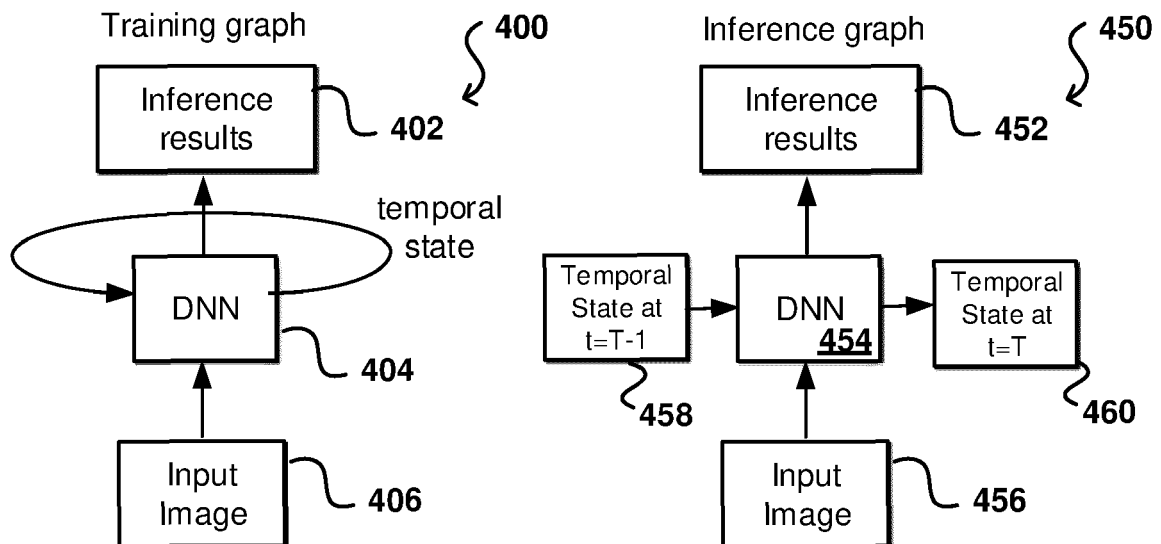 Training graph
400
Inference
results
402
temporal
state
DNN
404
Input
Image
406
Inference graph
450
Inference
results
452
Temporal
State at
t=T-1
458
DNN
454
Temporal
State at
t=T
460
Input
Image
456